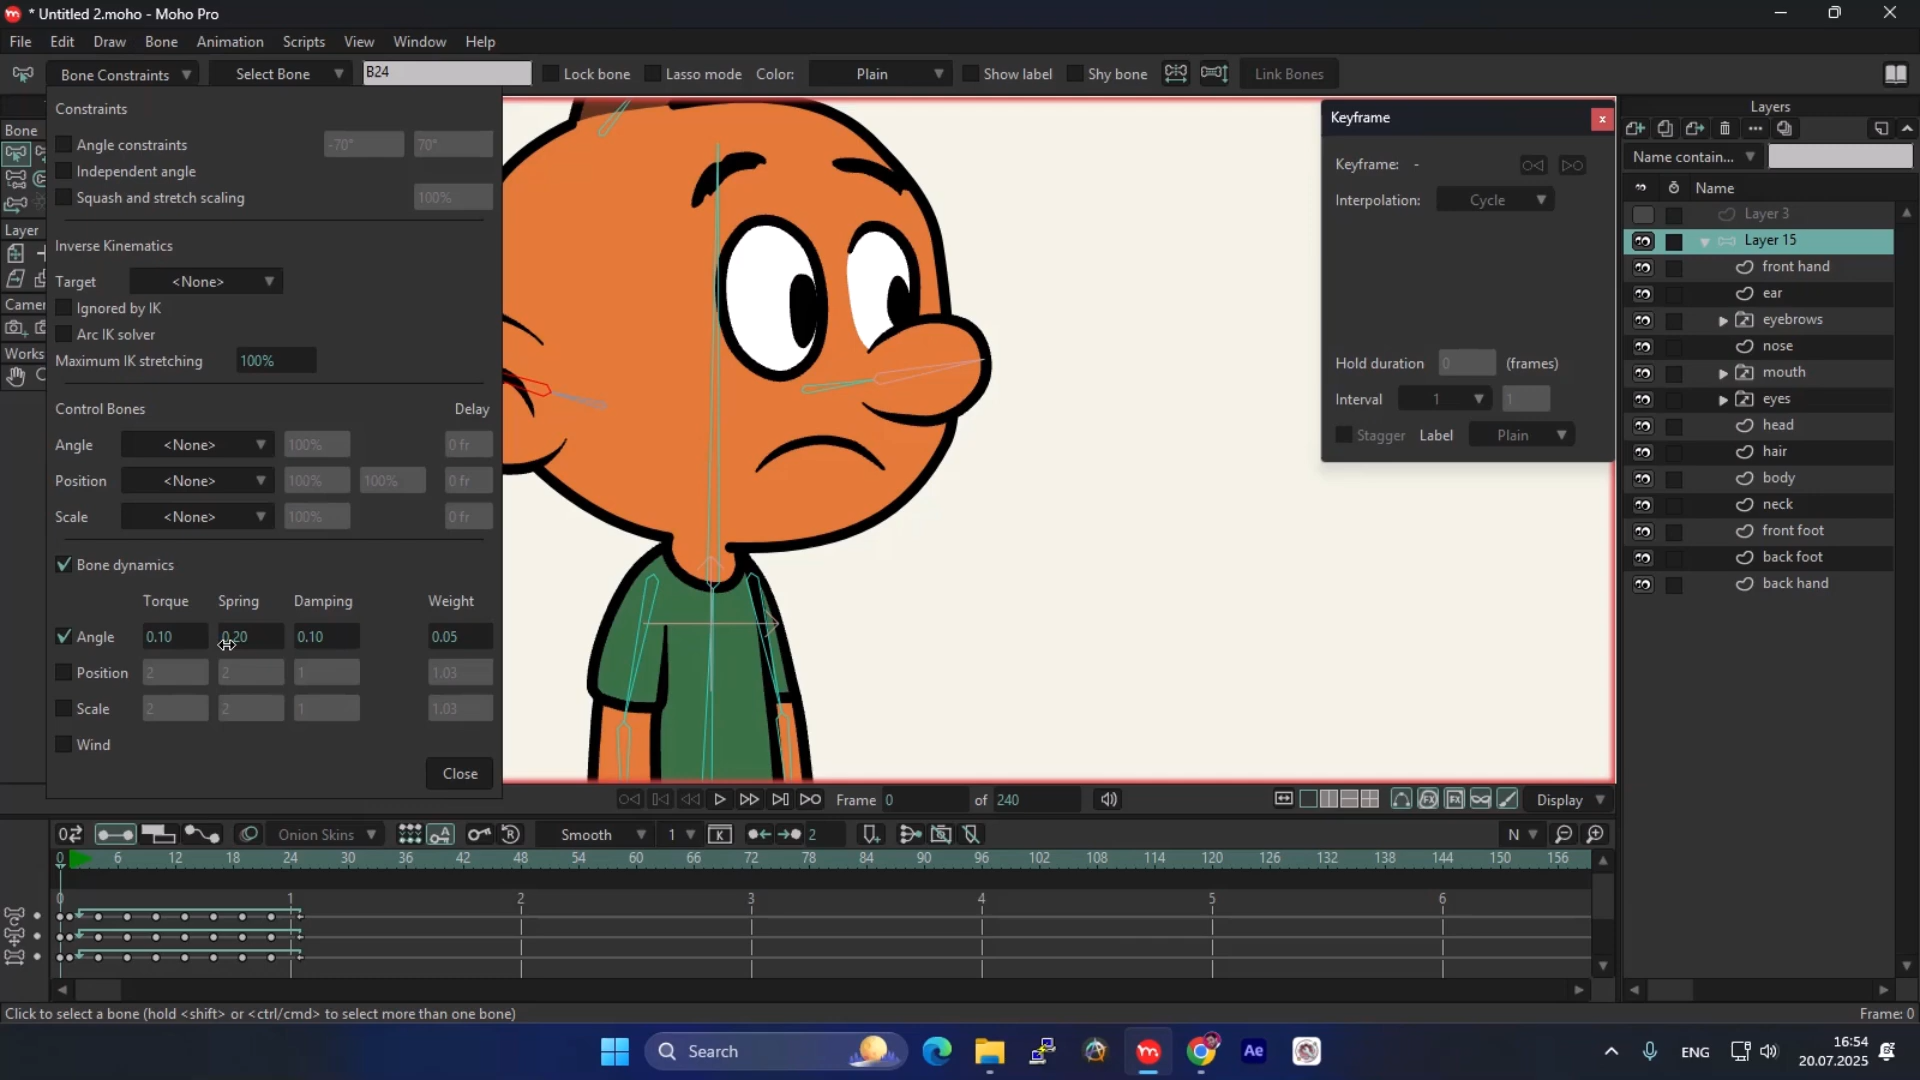 * Untitled 2.moho - Moho Pro
File Edit Draw Bone Animation Scripts View Window Help
Bone Constraints Select Bone B24 Lock bone Lasso mode Color: Plain Show label Shy bone Link Bones
Constraints
Angle constraints -70° 70°
Independent angle
Squash and stretch scaling 100%
Inverse Kinematics
Target <None>
Ignored by IK
Arc IK solver
Maximum IK stretching 100%
Control Bones Delay
Angle <None> 100% 0 fr
Position <None> 100% 100% 0 fr
Scale <None> 100% 0 fr
Bone dynamics
Torque Spring Damping Weight
Angle 0.10 0.20 0.10 0.05
Position 2 2 1 1.03
Scale 2 2 1 1.03
Wind
Close
Bone
Layer
Camer
Works
Keyframe x
Keyframe: -
Interpolation: Cycle
Hold duration 0 (frames)
Interval 1 1
Stagger Label Plain
Layers
Name contain...
Name
Layer 3
Layer 15
front hand
ear
eyebrows
nose
mouth
eyes
head
hair
body
neck
front foot
back foot
back hand
Frame 0 of 240 Display
Onion Skins Smooth 1 K 2 N
0 6 12 18 24 30 36 42 48 54 60 66 72 78 84 90 96 102 108 114 120 126 132 138 144 150 156
0 1 2 3 4 5 6
Click to select a bone (hold <shift> or <ctrl/cmd> to select more than one bone) Frame: 0
Search Ae ENG 16:54
20.07.2025